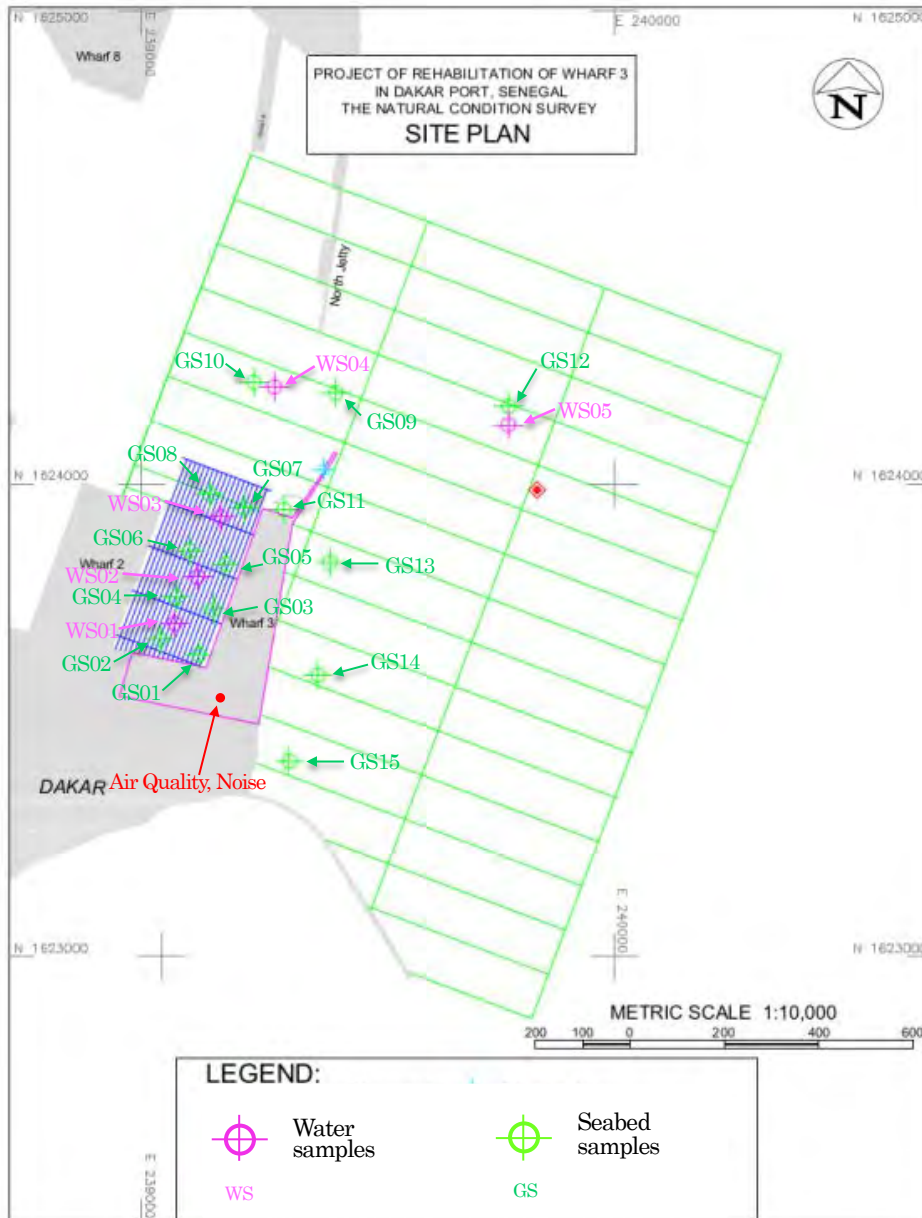 N 1625000
E 239000
E 240000
N 1625000
Wharf 8
PROJECT OF REHABILITATION OF WHARF 3
IN DAKAR PORT, SENEGAL
THE NATURAL CONDITION SURVEY
SITE PLAN
N
North Jetty
GS10
WS04
GS12
WS05
GS09
GS08
GS07
N 1624000
N 1624000
WS03
GS11
GS06
GS05
GS13
Wharf 2
WS02
GS04
GS03
WS01
Wharf 3
GS02
GS14
GS01
GS15
DAKAR
Air Quality, Noise
E 240000
N 1623000
N 1623000
METRIC SCALE 1:10,000
200 100 0 200 400 600
LEGEND:
Water
samples
Seabed
samples
E 239000
WS
GS